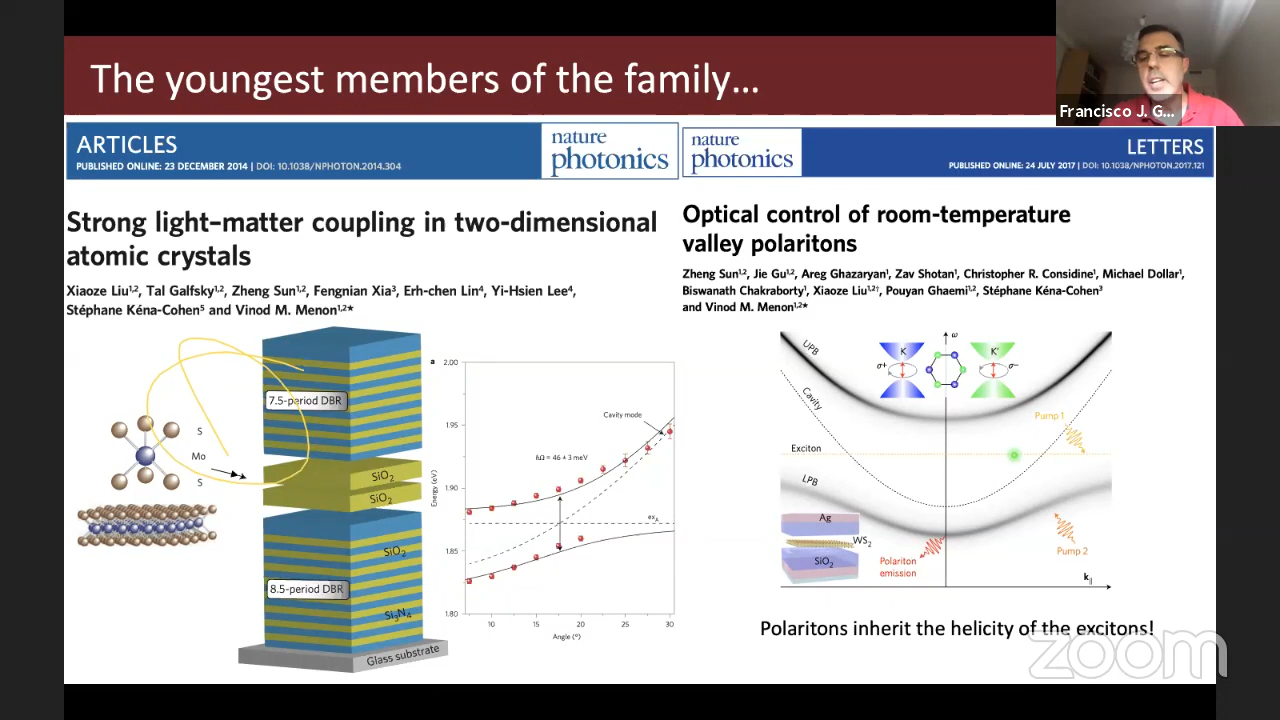 The youngest members of the family...
Francisco J. G...
ARTICLES
PUBLISHED ONLINE: 23 DECEMBER 2014 | DOI: 10.1038/NPHOTON.2014.304
nature
photonics
nature
photonics
LETTERS
PUBLISHED ONLINE: 24 JULY 2017 | DOI: 10.1038/NPHOTON.2017.121
Strong light–matter coupling in two-dimensional
atomic crystals
Xiaoze Liu1,2, Tal Galfsky1,2, Zheng Sun1,2, Fengnian Xia3, Erh-chen Lin4, Yi-Hsien Lee4,
Stéphane Kéna-Cohen5 and Vinod M. Menon1,2*
Optical control of room-temperature
valley polaritons
Zheng Sun1,2, Jie Gu1,2, Areg Ghazaryan1, Zav Shotan1, Christopher R. Considine1, Michael Dollar1,
Biswanath Chakraborty1, Xiaoze Liu1,2†, Pouyan Ghaemi1,2, Stéphane Kéna-Cohen3
and Vinod M. Menon1,2*
S
Mo
S
7.5-period DBR
SiO2
SiO2
SiO2
8.5-period DBR
Si3N4
Glass substrate
a
2.00
1.95
1.90
1.85
1.80
Energy (eV)
Cavity mode
ħΩ = 46 ± 3 meV
exA
10
15
20
25
30
Angle (°)
UPB
ω
K
K'
σ+
σ−
Cavity
Pump 1
Exciton
LPB
Ag
WS2
SiO2
Polariton
emission
Pump 2
k||
Polaritons inherit the helicity of the excitons!
zoom